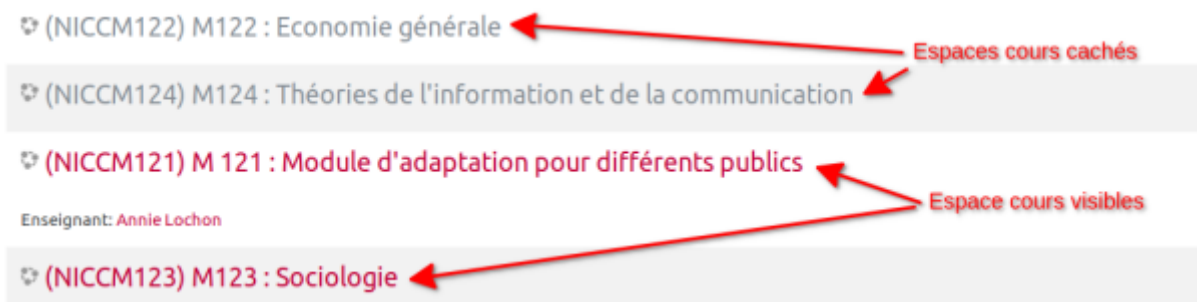 (NICCM122) M122 : Economie générale
Espaces cours cachés
(NICCM124) M124 : Théories de l'information et de la communication
(NICCM121) M 121 : Module d'adaptation pour différents publics
Espace cours visibles
Enseignant: Annie Lochon
(NICCM123) M123 : Sociologie